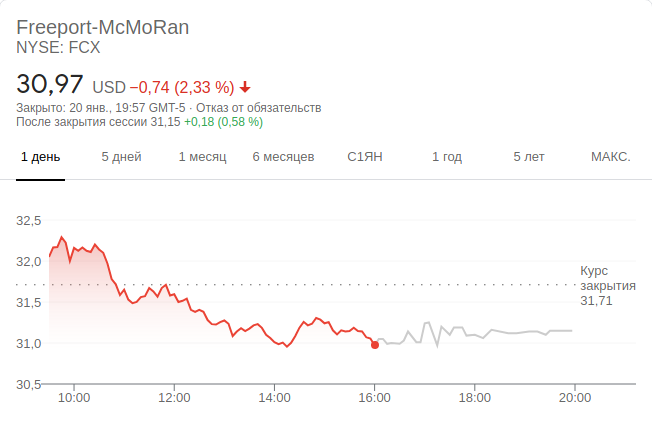 Freeport-McMoRan
NYSE: FCX
30,97 USD −0,74 (2,33 %)
Закрыто: 20 янв., 19:57 GMT-5 · Отказ от обязательств
После закрытия сессии 31,15 +0,18 (0,58 %)
1 день 5 дней 1 месяц 6 месяцев С1ЯН 1 год 5 лет МАКС.
32,5
32,0
Курс
закрытия
31,71
31,5
31,0
30,5
10:00 12:00 14:00 16:00 18:00 20:00